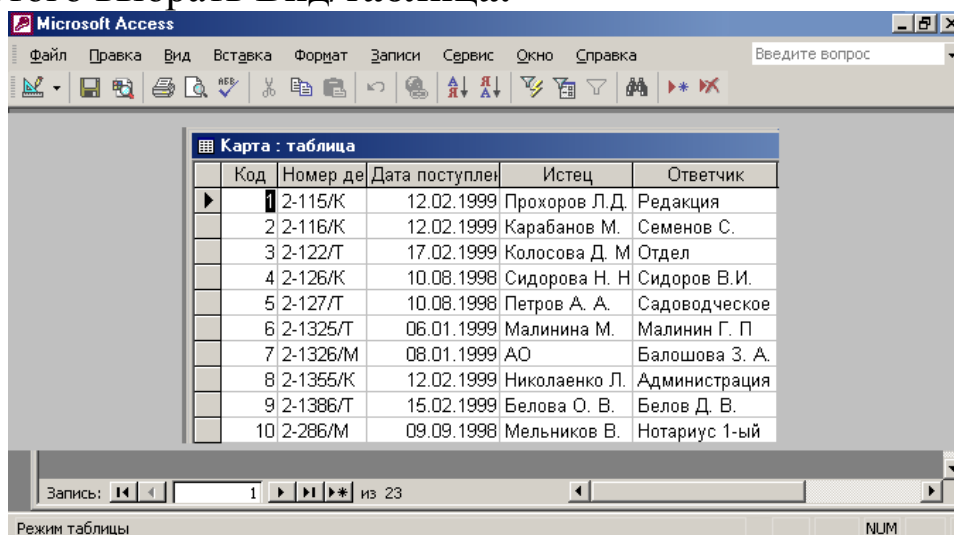 Microsoft Access
Файл Правка Вид Вставка Формат Записи Сервис Окно Справка Введите вопрос
Карта : таблица
Код Номер де Дата поступлен Истец Ответчик
1 2-115/К 12.02.1999 Прохоров Л.Д. Редакция
2 2-116/К 12.02.1999 Карабанов М. Семенов С.
3 2-122/Т 17.02.1999 Колосова Д. М Отдел
4 2-126/К 10.08.1998 Сидорова Н. Н Сидоров В.И.
5 2-127/Т 10.08.1998 Петров А. А. Садоводческое
6 2-1325/Т 06.01.1999 Малинина М. Малинин Г. П
7 2-1326/М 08.01.1999 АО Балошова З. А.
8 2-1355/К 12.02.1999 Николаенко Л. Администрация
9 2-1386/Т 15.02.1999 Белова О. В. Белов Д. В.
10 2-286/М 09.09.1998 Мельников В. Нотариус 1-ый
Запись: 1 из 23
Режим таблицы NUM